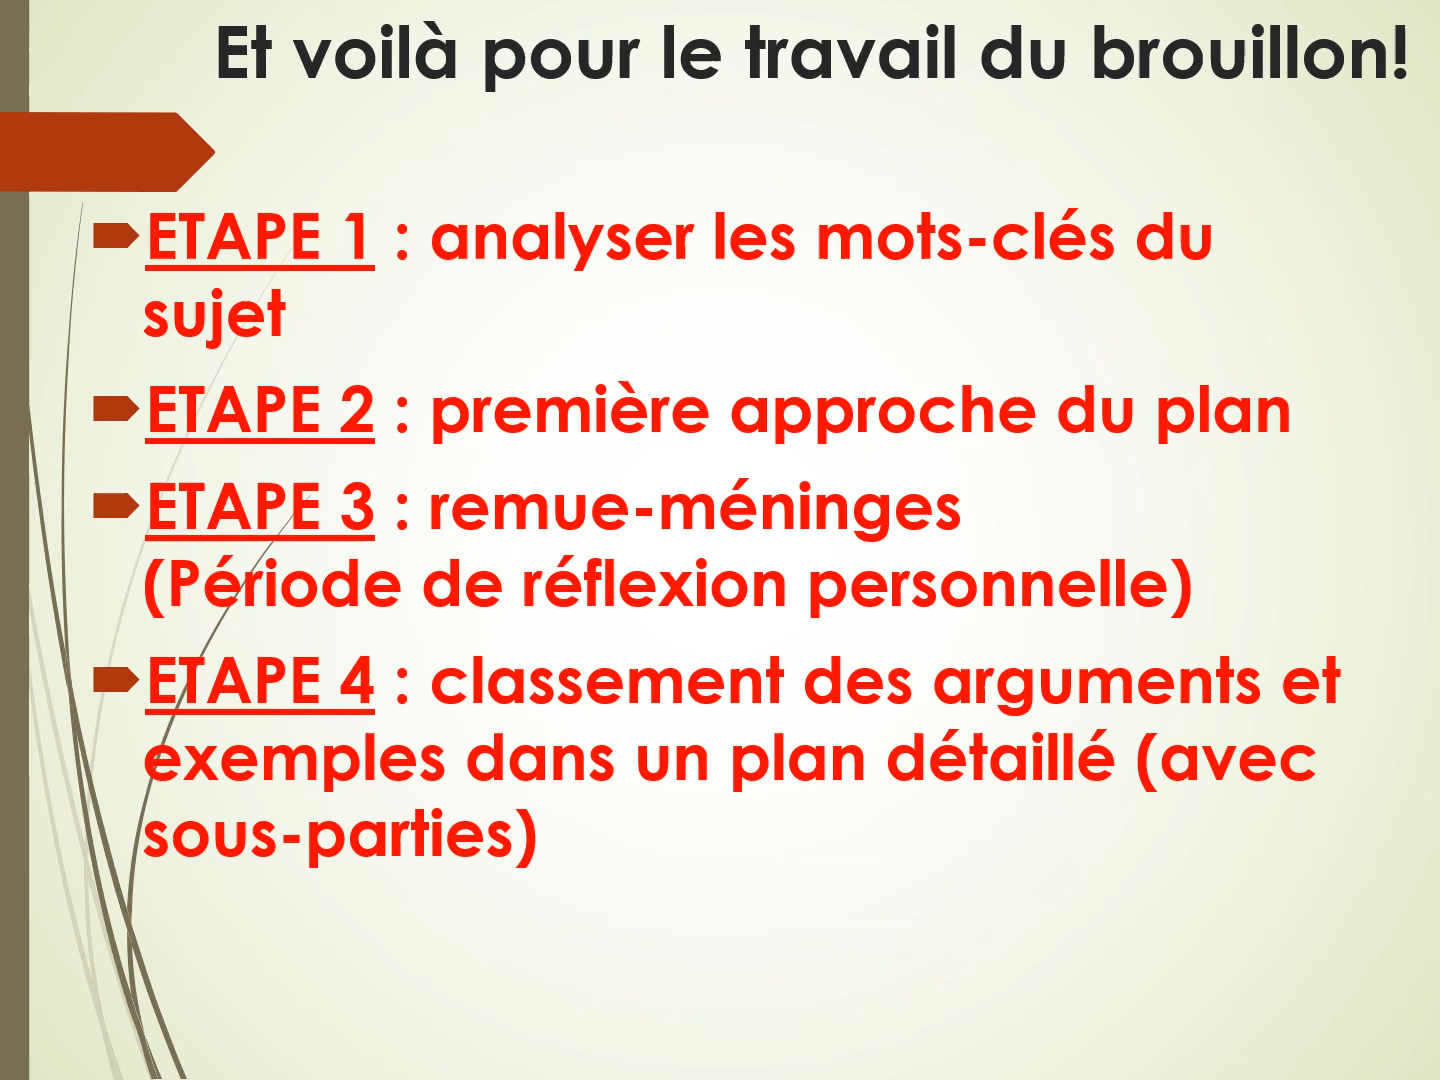 Et voilà pour le travail du brouillon!
ETAPE 1 : analyser les mots-clés du
sujet
ETAPE 2 : première approche du plan
ETAPE 3 : remue-méninges
(Période de réflexion personnelle)
ETAPE 4 : classement des arguments et
exemples dans un plan détaillé (avec
sous-parties)